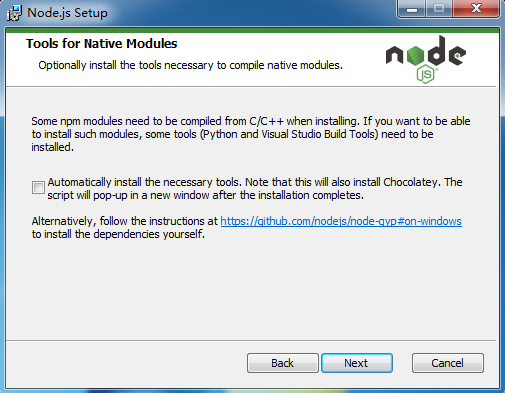 Node.js Setup
Tools for Native Modules
Optionally install the tools necessary to compile native modules.
node
JS
Some npm modules need to be compiled from C/C++ when installing. If you want to be able
to install such modules, some tools (Python and Visual Studio Build Tools) need to be
installed.
Automatically install the necessary tools. Note that this will also install Chocolatey. The
script will pop-up in a new window after the installation completes.
Alternatively, follow the instructions at https://github.com/nodejs/node-gyp#on-windows
to install the dependencies yourself.
Back
Next
Cancel